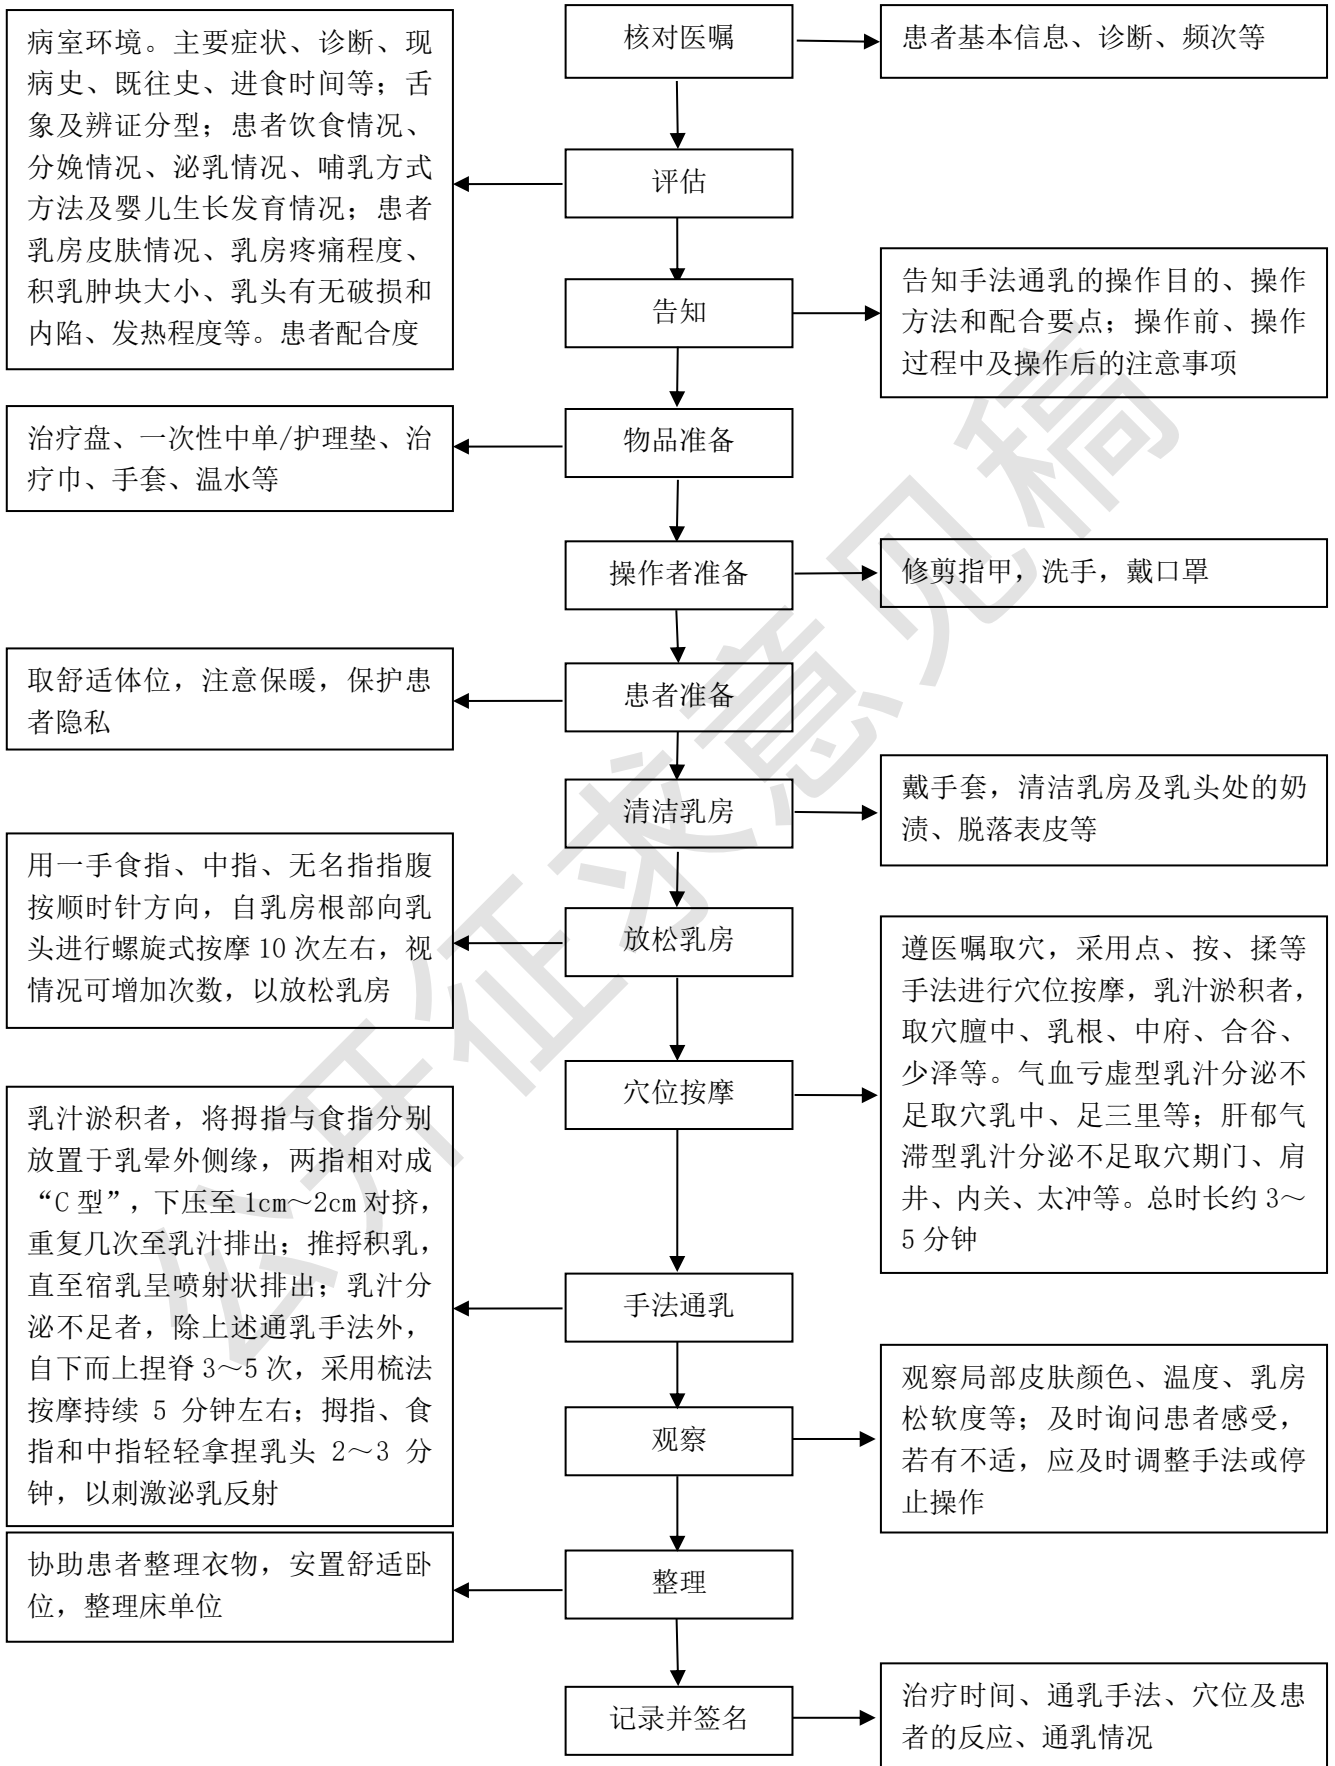 核对医嘱
患者基本信息、诊断、频次等
病室环境。主要症状、诊断、现
病史、既往史、进食时间等；舌
象及辨证分型；患者饮食情况、
分娩情况、泌乳情况、哺乳方式
方法及婴儿生长发育情况；患者
乳房皮肤情况、乳房疼痛程度、
积乳肿块大小、乳头有无破损和
内陷、发热程度等。患者配合度
评估
告知
告知手法通乳的操作目的、操作
方法和配合要点；操作前、操作
过程中及操作后的注意事项
治疗盘、一次性中单/护理垫、治
疗巾、手套、温水等
物品准备
操作者准备
修剪指甲，洗手，戴口罩
取舒适体位，注意保暖，保护患
者隐私
患者准备
清洁乳房
戴手套，清洁乳房及乳头处的奶
渍、脱落表皮等
用一手食指、中指、无名指指腹
按顺时针方向，自乳房根部向乳
头进行螺旋式按摩 10 次左右，视
情况可增加次数，以放松乳房
放松乳房
穴位按摩
遵医嘱取穴，采用点、按、揉等
手法进行穴位按摩，乳汁淤积者，
取穴膻中、乳根、中府、合谷、
少泽等。气血亏虚型乳汁分泌不
足取穴乳中、足三里等；肝郁气
滞型乳汁分泌不足取穴期门、肩
井、内关、太冲等。总时长约 3～
5 分钟
乳汁淤积者，将拇指与食指分别
放置于乳晕外侧缘，两指相对成
“C 型”，下压至 1cm～2cm 对挤，
重复几次至乳汁排出；推捋积乳，
直至宿乳呈喷射状排出；乳汁分
泌不足者，除上述通乳手法外，
自下而上捏脊 3～5 次，采用梳法
按摩持续 5 分钟左右；拇指、食
指和中指轻轻拿捏乳头 2～3 分
钟，以刺激泌乳反射
手法通乳
观察
观察局部皮肤颜色、温度、乳房
松软度等；及时询问患者感受，
若有不适，应及时调整手法或停
止操作
协助患者整理衣物，安置舒适卧
位，整理床单位
整理
记录并签名
治疗时间、通乳手法、穴位及患
者的反应、通乳情况
公开征求意见稿